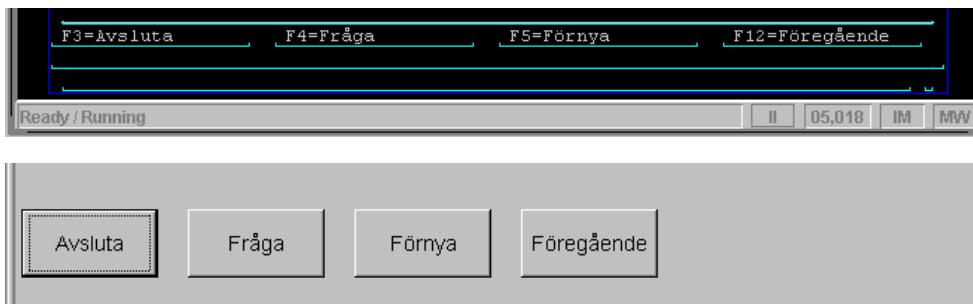 F3=Avsluta F4=Fråga F5=Förnya F12=Föregående
Ready / Running II 05,018 IM MW
Avsluta Fråga Förnya Föregående